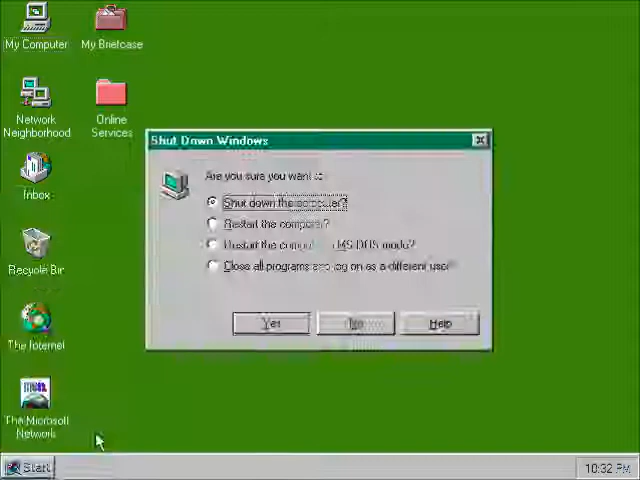 My Computer
My Briefcase
Network
Neighborhood
Online
Services
Inbox
Recycle Bin
The Internet
The Microsoft
Network
Shut Down Windows
Are you sure you want to:
Shut down the computer?
Restart the computer?
Restart the computer in MS-DOS mode?
Close all programs and log on as a different user?
Yes
No
Help
Start
10:32 PM